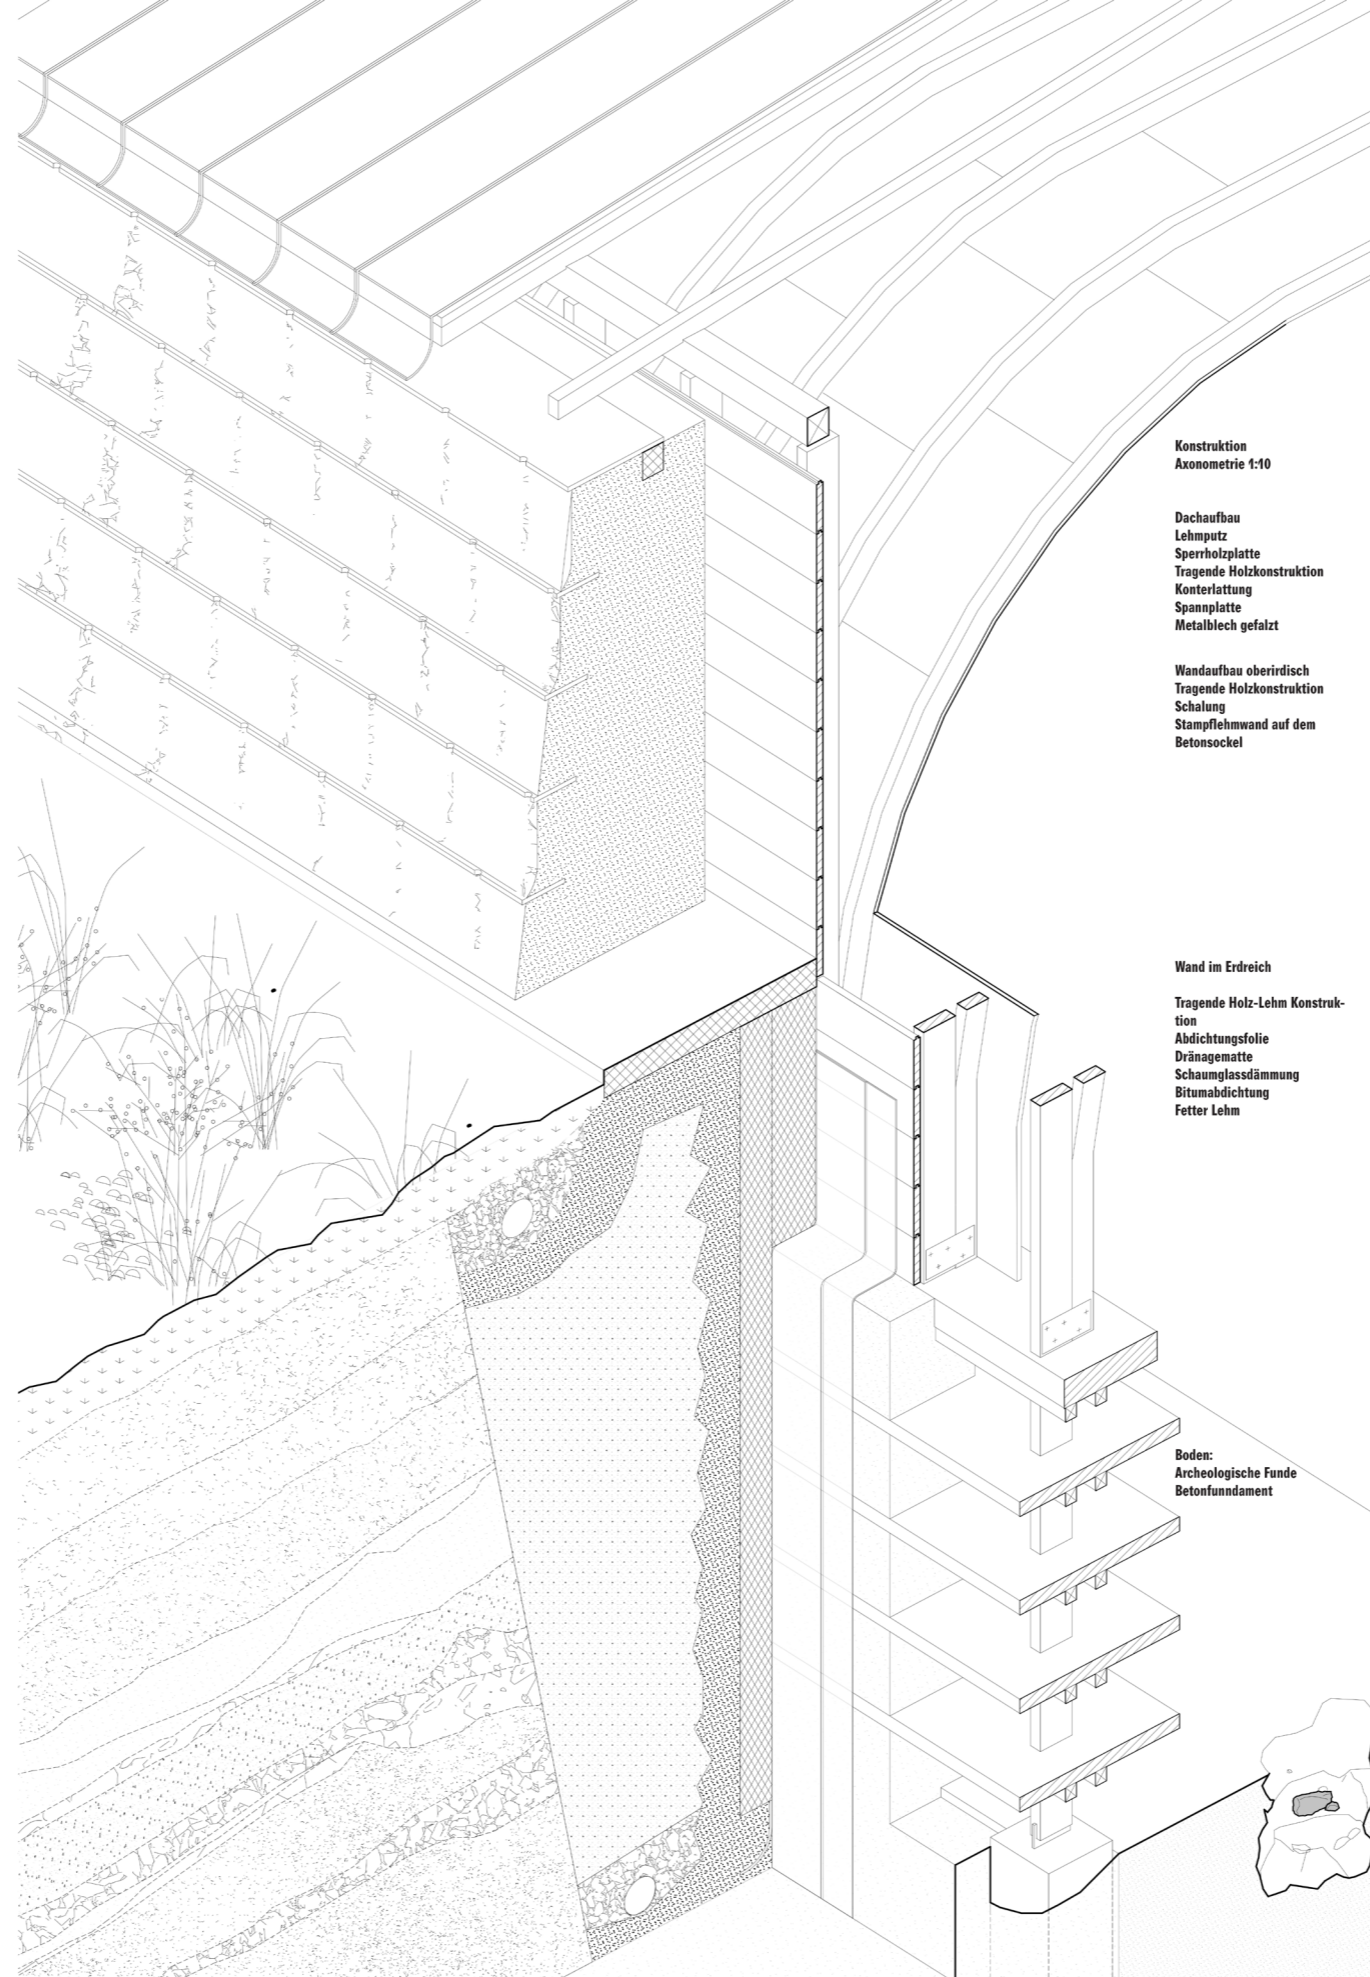 Konstruktion
Axonometrie 1:10
Dachaufbau
Lehmputz
Sperrholzplatte
Tragende Holzkonstruktion
Konterlattung
Spannplatte
Metalblech gefalzt
Wandaufbau oberirdisch
Tragende Holzkonstruktion
Schalung
Stampflehmwand auf dem
Betonsockel
Wand im Erdreich
Tragende Holz-Lehm Konstruk-
tion
Abdichtungsfolie
Dränagematte
Schaumglassdämmung
Bitumabdichtung
Fetter Lehm
Boden:
Archeologische Funde
Betonfunndament